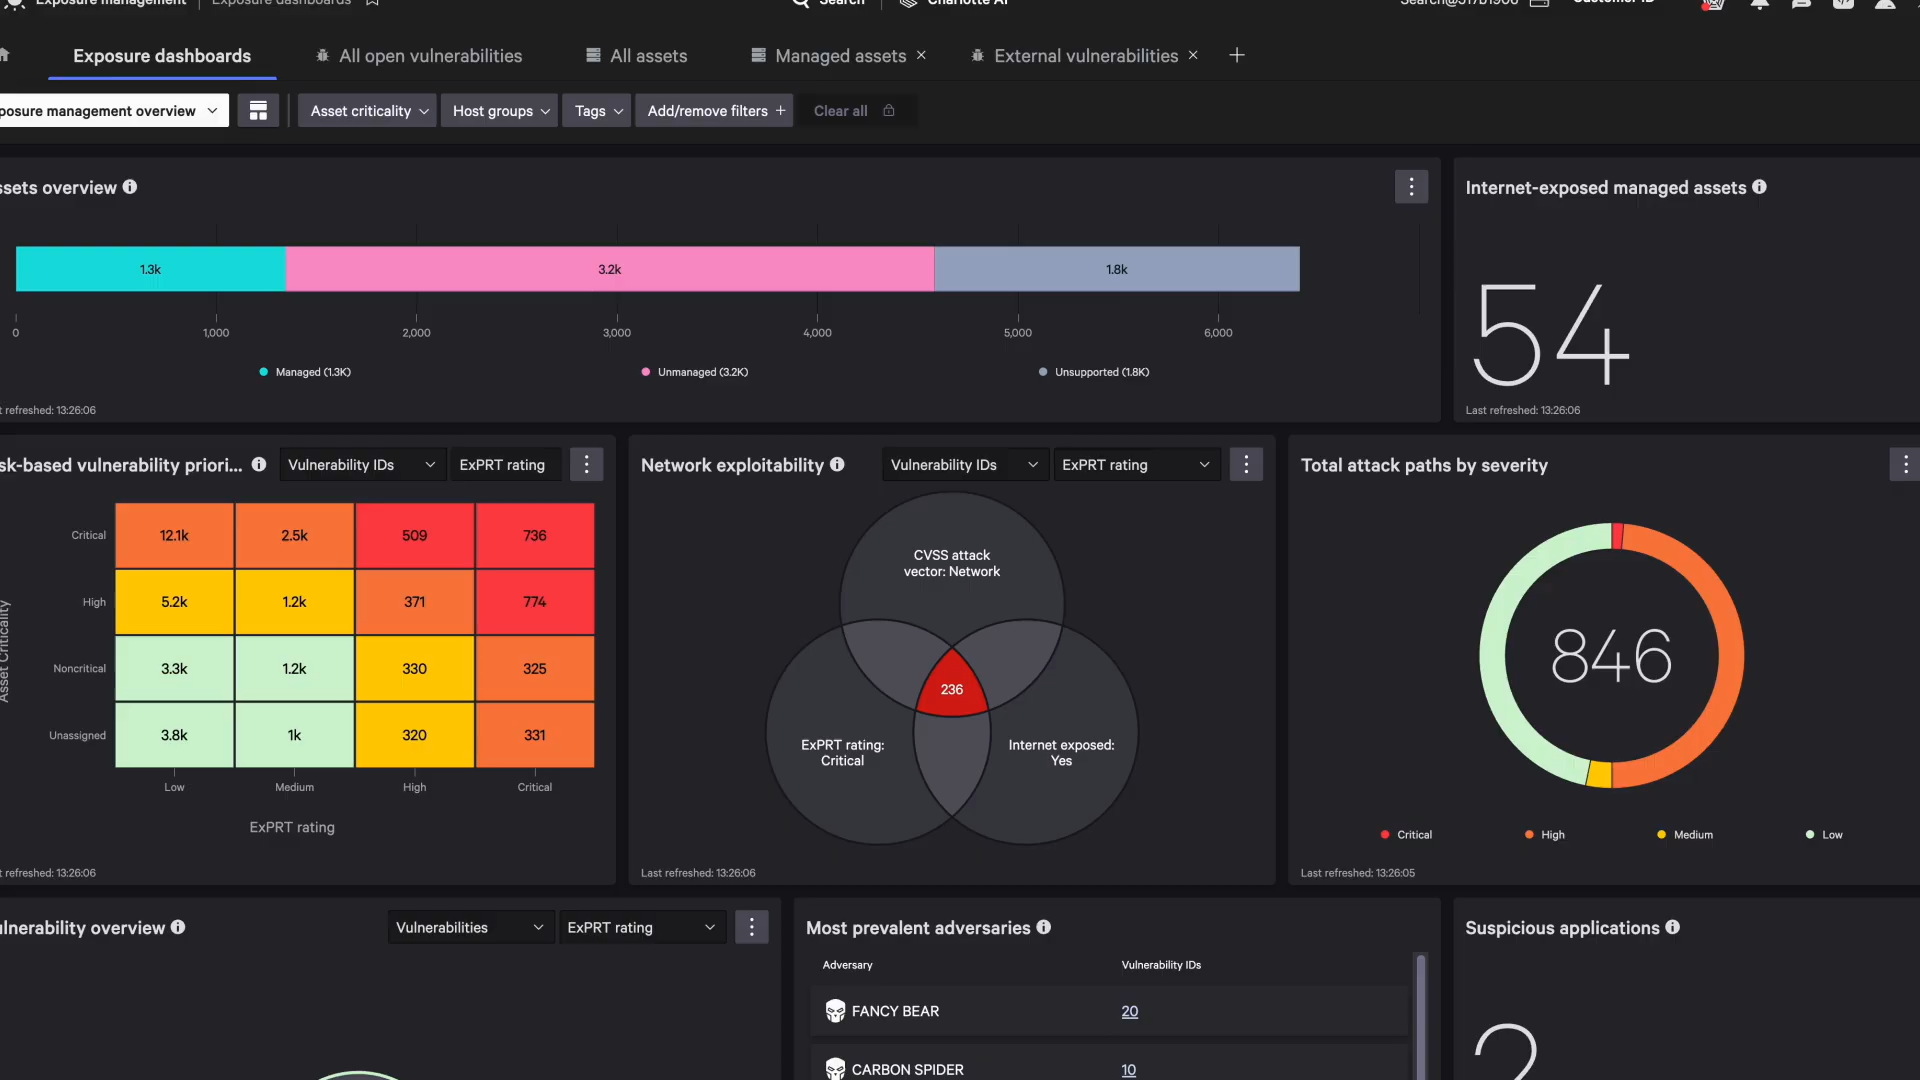 Exposure management | Exposure dashboards
Search | Charlotte AI
Customer ID
Exposure dashboards
All open vulnerabilities
All assets
Managed assets ×
External vulnerabilities × +
posure management overview
Asset criticality
Host groups
Tags
Add/remove filters +
Clear all
ssets overview
1.3k 3.2k 1.8k
0 1,000 2,000 3,000 4,000 5,000 6,000
Managed (1.3K) Unmanaged (3.2K) Unsupported (1.8K)
t refreshed: 13:26:06
Internet-exposed managed assets
54
Last refreshed: 13:26:06
sk-based vulnerability priori...
Vulnerability IDs
ExPRT rating
Asset Criticality
Critical 12.1k 2.5k 509 736
High 5.2k 1.2k 371 774
Noncritical 3.3k 1.2k 330 325
Unassigned 3.8k 1k 320 331
Low Medium High Critical
ExPRT rating
t refreshed: 13:26:06
Network exploitability
Vulnerability IDs
ExPRT rating
CVSS attack
vector: Network
236
ExPRT rating:
Critical
Internet exposed:
Yes
Last refreshed: 13:26:06
Total attack paths by severity
846
Critical High Medium Low
Last refreshed: 13:26:05
ulnerability overview
Vulnerabilities
ExPRT rating
Most prevalent adversaries
Adversary Vulnerability IDs
FANCY BEAR 20
CARBON SPIDER 10
Suspicious applications
2